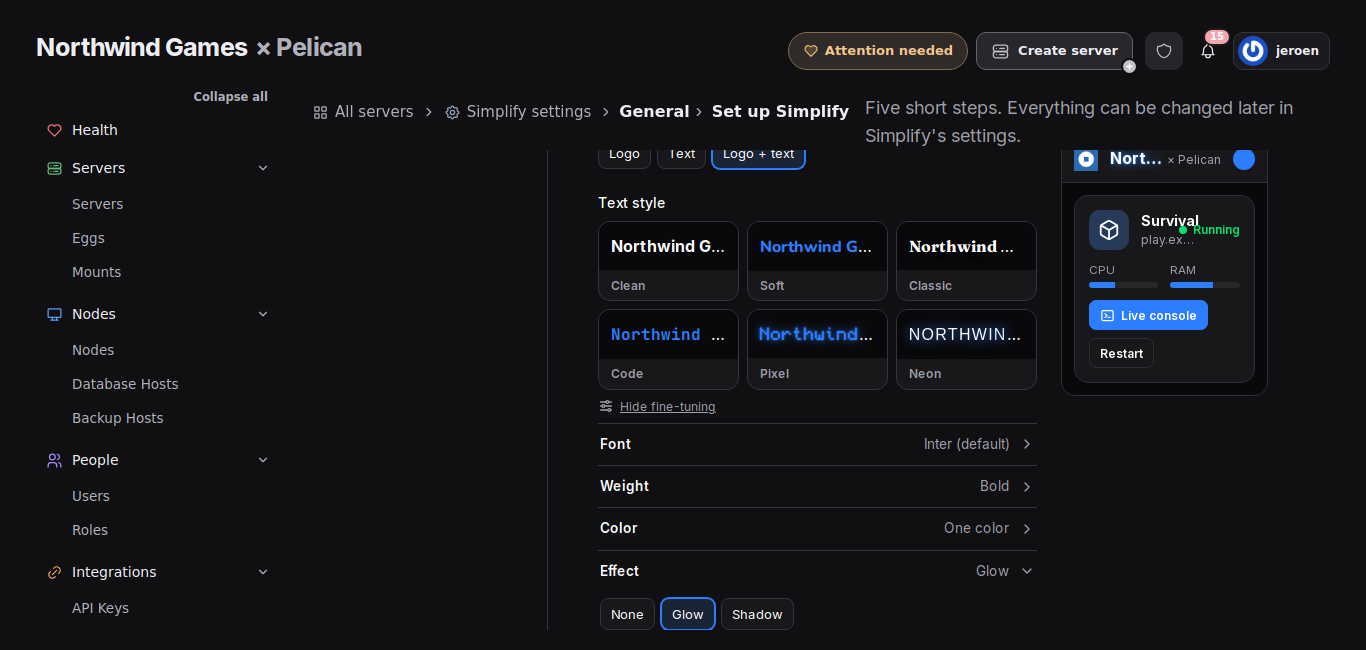 Northwind Games × Pelican
Attention needed
Create server
15
jeroen
Collapse all
Health
Servers
Servers
Eggs
Mounts
Nodes
Nodes
Database Hosts
Backup Hosts
People
Users
Roles
Integrations
API Keys
All servers > Simplify settings > General > Set up Simplify
Five short steps. Everything can be changed later in
Simplify's settings.
Logo Text Logo + text
Text style
Northwind G...
Clean
Northwind G...
Soft
Northwind ...
Classic
Northwind ...
Code
Northwind...
Pixel
NORTHWIN...
Neon
Hide fine-tuning
Font Inter (default)
Weight Bold
Color One color
Effect Glow
None Glow Shadow
Nort... × Pelican
Survival
Running
play.ex...
CPU RAM
Live console
Restart